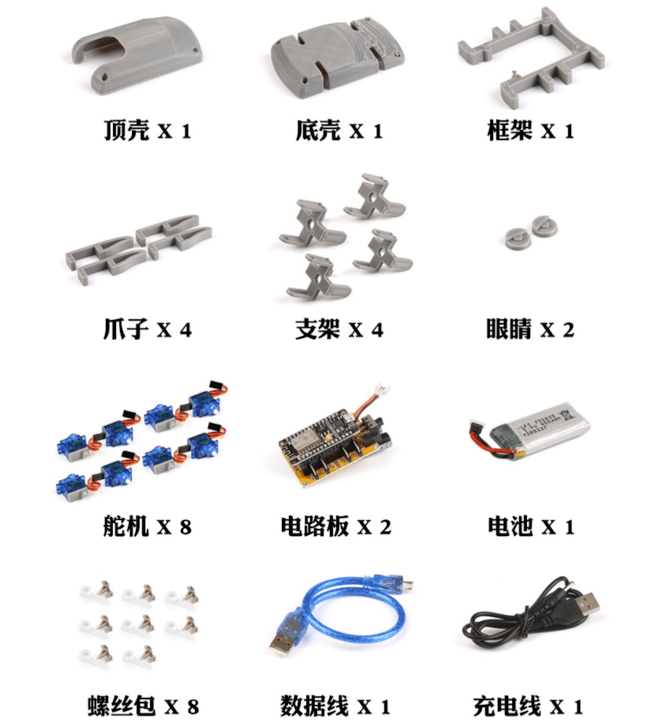 顶壳 X 1
底壳 X 1
框架 X 1
爪子 X 4
支架 X 4
眼睛 X 2
舵机 X 8
电路板 X 2
电池 X 1
螺丝包 X 8
数据线 X 1
充电线 X 1